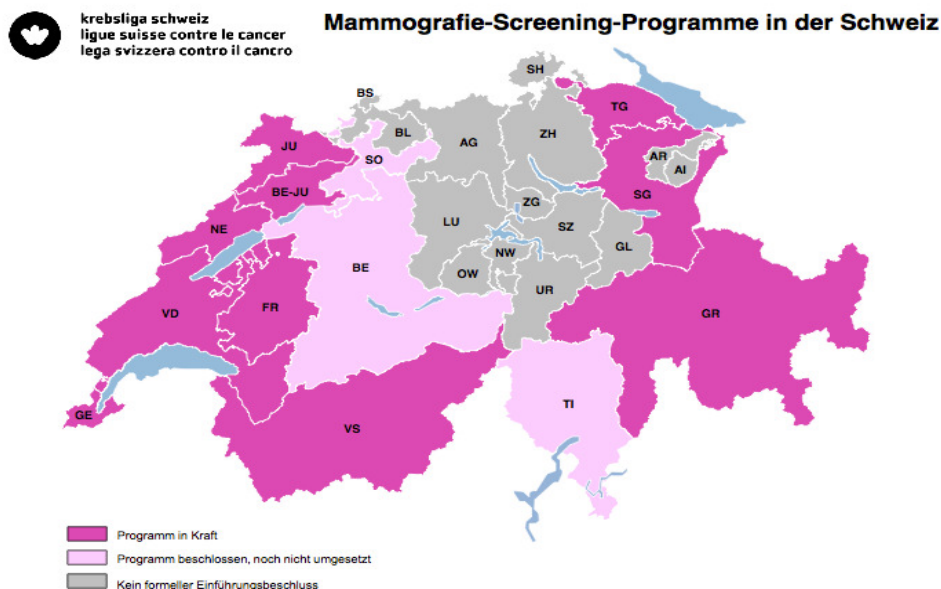 krebsliga schweiz
ligue suisse contre le cancer
lega svizzera contro il cancro
Mammografie-Screening-Programme in der Schweiz
SH
BS
TG
BL
ZH
AG
JU
SO
AR
AI
BE-JU
SG
ZG
NE
LU
SZ
NW
GL
BE
OW
UR
FR
VD
GR
TI
GE
VS
Programm in Kraft
Programm beschlossen, noch nicht umgesetzt
Kein formeller Einführungsbeschluss